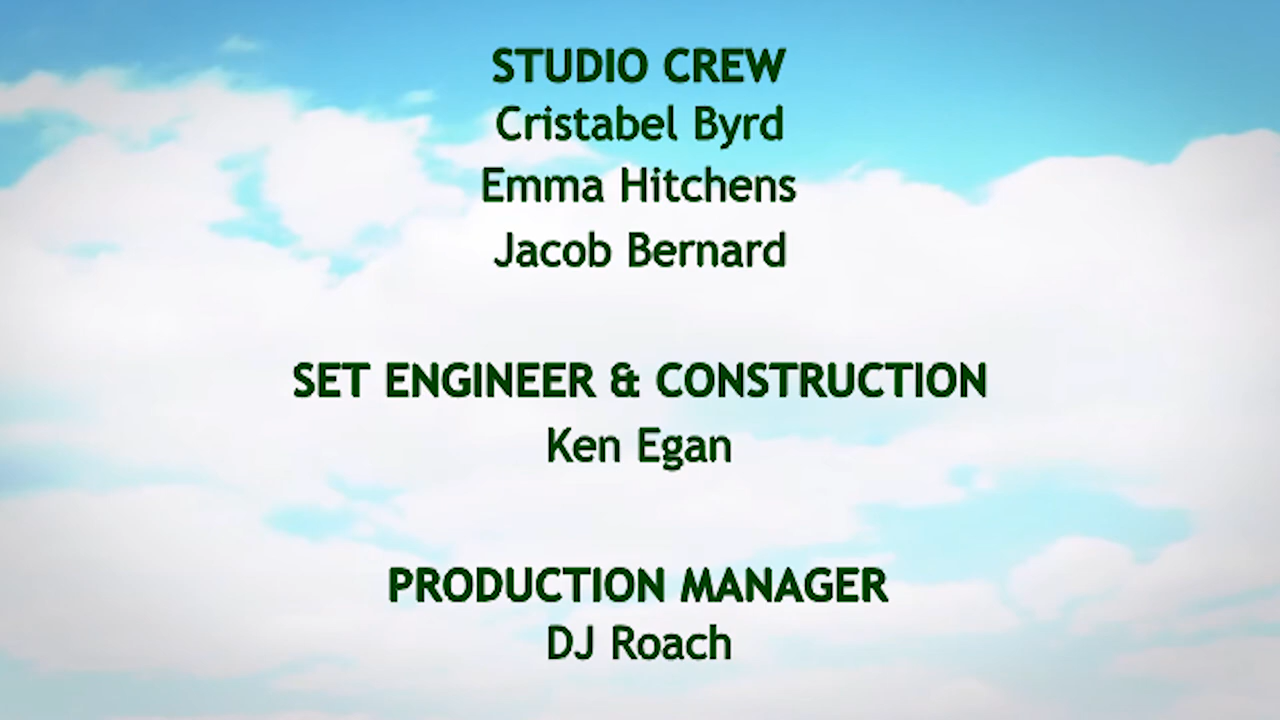 STUDIO CREW
Cristabel Byrd
Emma Hitchens
Jacob Bernard
SET ENGINEER & CONSTRUCTION
Ken Egan
PRODUCTION MANAGER
DJ Roach